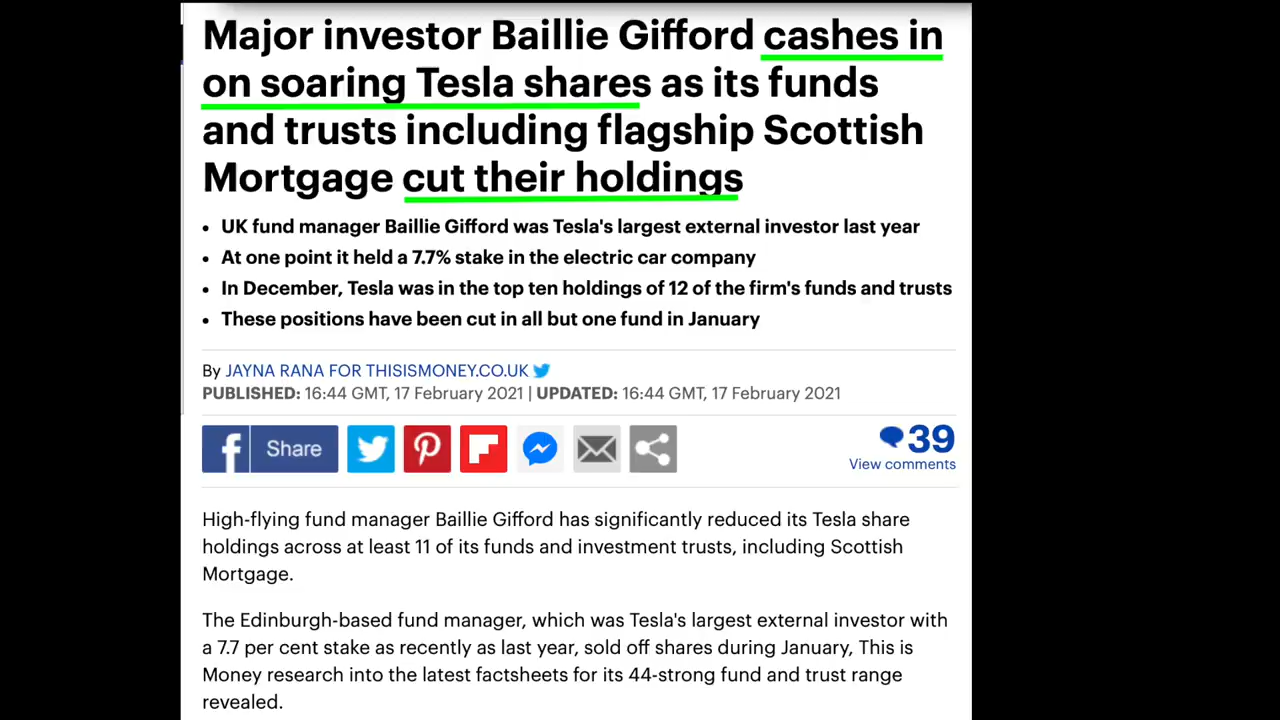 Major investor Baillie Gifford cashes in
on soaring Tesla shares as its funds
and trusts including flagship Scottish
Mortgage cut their holdings
• UK fund manager Baillie Gifford was Tesla's largest external investor last year
• At one point it held a 7.7% stake in the electric car company
• In December, Tesla was in the top ten holdings of 12 of the firm's funds and trusts
• These positions have been cut in all but one fund in January
By JAYNA RANA FOR THISISMONEY.CO.UK
PUBLISHED: 16:44 GMT, 17 February 2021 | UPDATED: 16:44 GMT, 17 February 2021
f Share
39
View comments
High-flying fund manager Baillie Gifford has significantly reduced its Tesla share
holdings across at least 11 of its funds and investment trusts, including Scottish
Mortgage.
The Edinburgh-based fund manager, which was Tesla's largest external investor with
a 7.7 per cent stake as recently as last year, sold off shares during January, This is
Money research into the latest factsheets for its 44-strong fund and trust range
revealed.